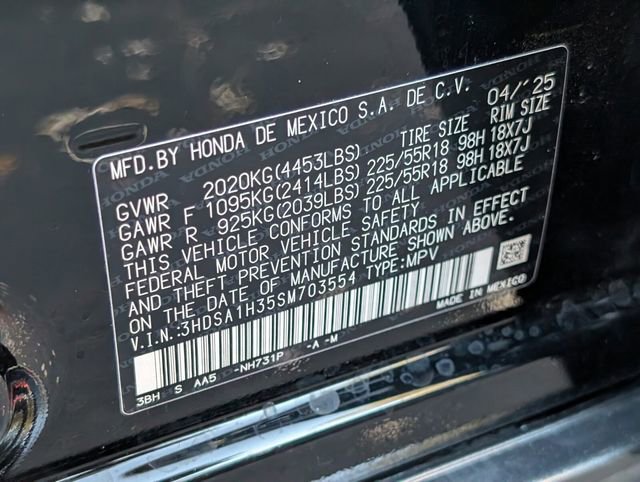 MFD.BY HONDA DE MEXICO S.A. DE C.V. 04/'25
GVWR 2020KG(4453LBS) TIRE SIZE RIM SIZE
GAWR F 1095KG(2414LBS) 225/55R18 98H 18X7J
GAWR R 925KG(2039LBS) 225/55R18 98H 18X7J
THIS VEHICLE CONFORMS TO ALL APPLICABLE
FEDERAL MOTOR VEHICLE SAFETY
AND THEFT PREVENTION STANDARDS IN EFFECT
ON THE DATE OF MANUFACTURE SHOWN ABOVE.
V.I.N.:3HDSA1H35SM703554 TYPE:MPV
MADE IN MEXICO
3BH S AA5 -NH731P -A -M